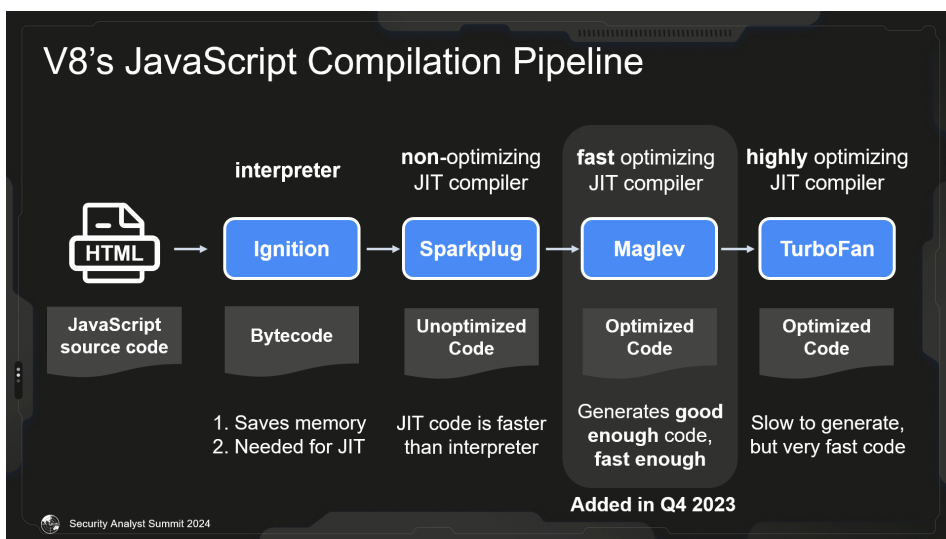 V8's JavaScript Compilation Pipeline
interpreter
non-optimizing
JIT compiler
fast optimizing
JIT compiler
highly optimizing
JIT compiler
HTML
Ignition
Sparkplug
Maglev
TurboFan
JavaScript
source code
Bytecode
Unoptimized
Code
Optimized
Code
Optimized
Code
1. Saves memory
2. Needed for JIT
JIT code is faster
than interpreter
Generates good
enough code,
fast enough
Slow to generate,
but very fast code
Added in Q4 2023
Security Analyst Summit 2024